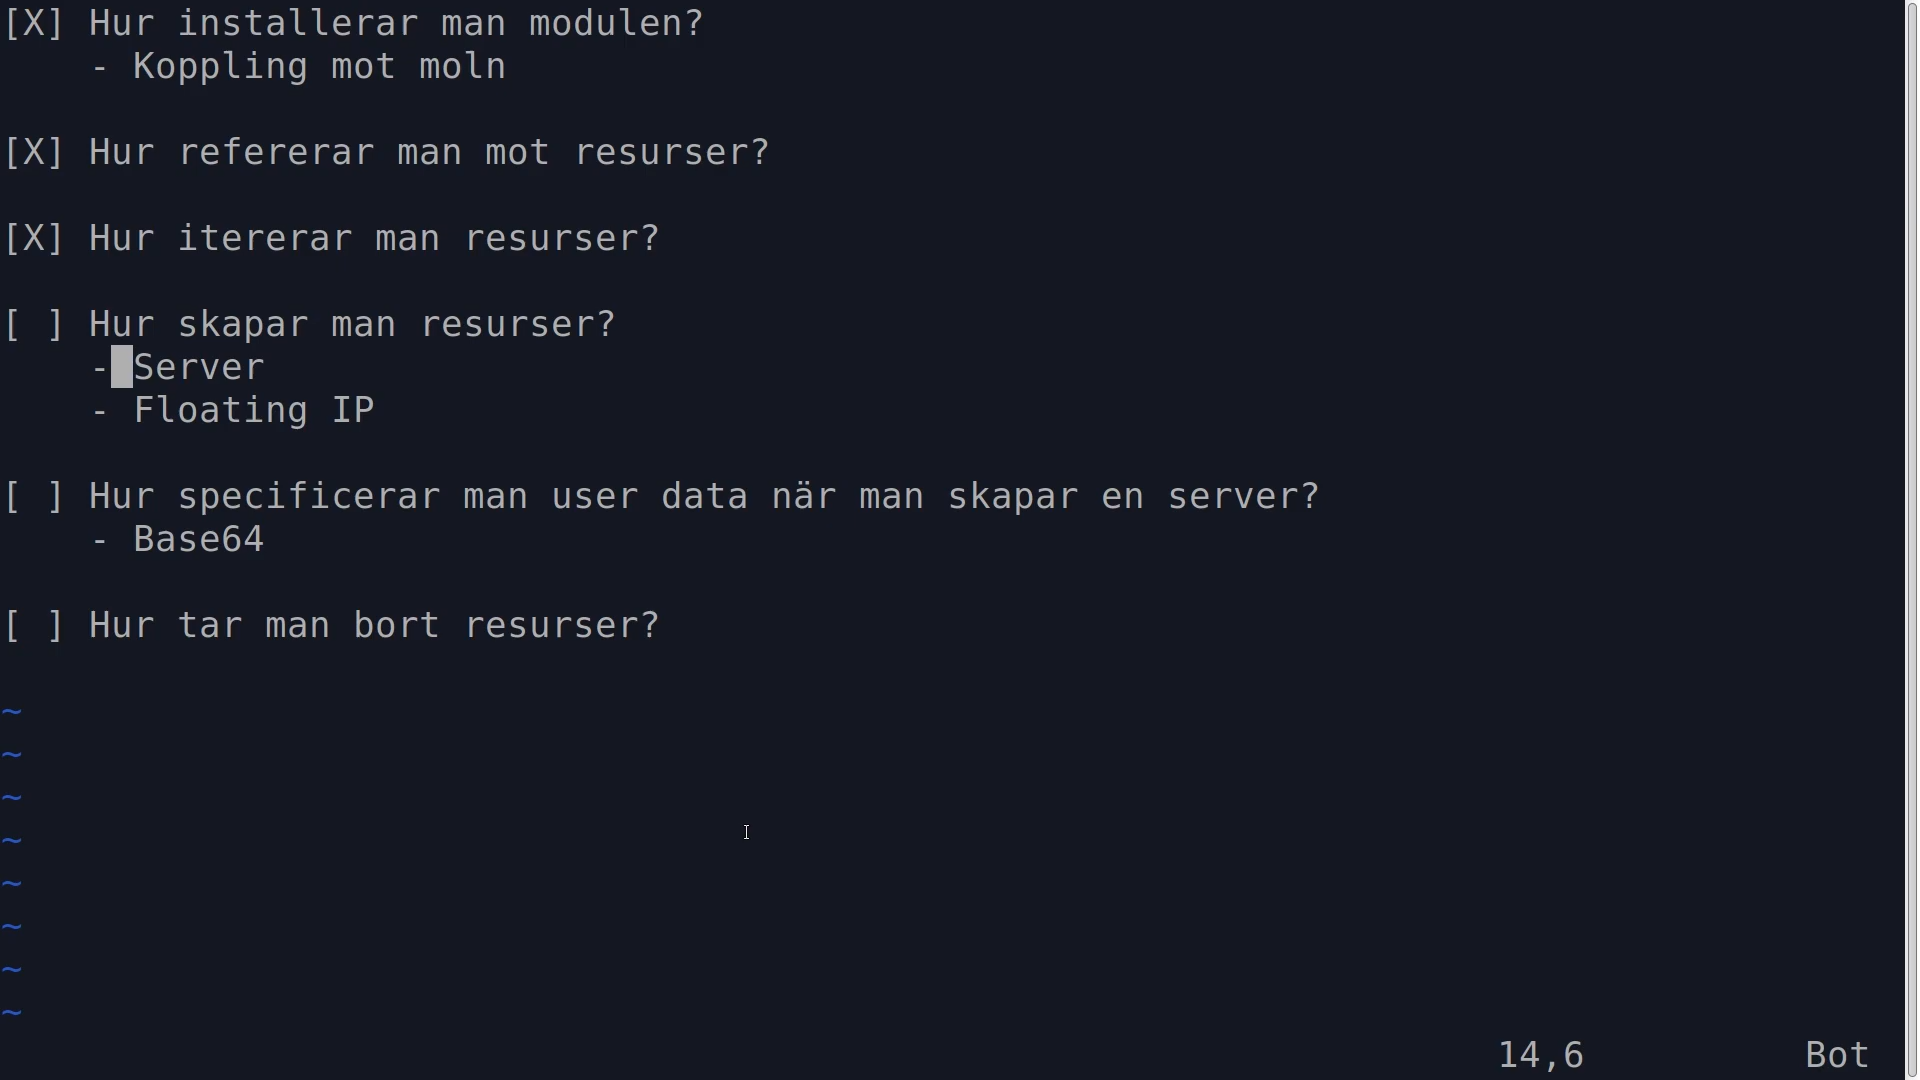 [X] Hur installerar man modulen?
- Koppling mot moln
[X] Hur refererar man mot resurser?
[X] Hur itererar man resurser?
[ ] Hur skapar man resurser?
- Server
- Floating IP
[ ] Hur specificerar man user data när man skapar en server?
- Base64
[ ] Hur tar man bort resurser?
~
~
~
~
~
~
~
~
14,6 Bot